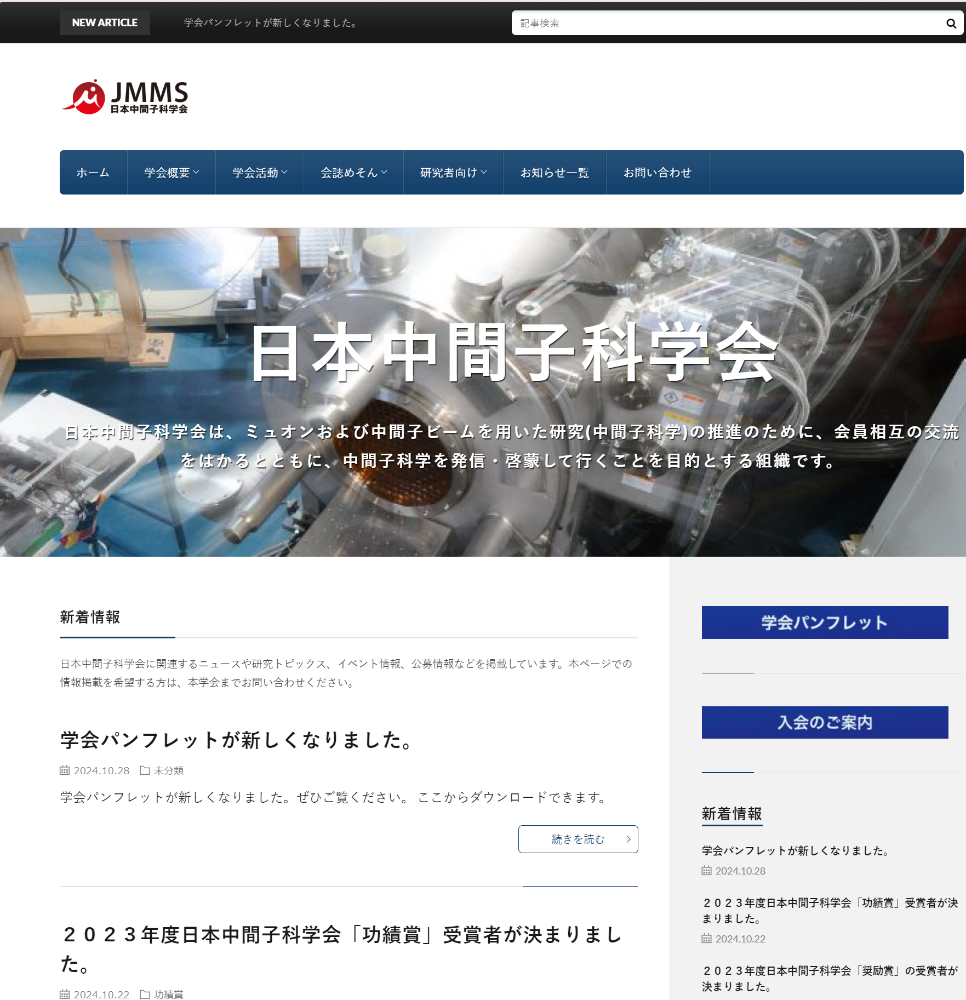 NEW ARTICLE
学会パンフレットが新しくなりました。
記事検索
JMMS
日本中間子科学会
ホーム
学会概要
学会活動
会誌めそん
研究者向け
お知らせ一覧
お問い合わせ
日本中間子科学会
日本中間子科学会は、ミュオンおよび中間子ビームを用いた研究(中間子科学)の推進のために、会員相互の交流
をはかるとともに、中間子科学を発信・啓蒙して行くことを目的とする組織です。
新着情報
日本中間子科学会に関連するニュースや研究トピックス、イベント情報、公募情報などを掲載しています。本ページでの
情報掲載を希望する方は、本学会までお問い合わせください。
学会パンフレットが新しくなりました。
2024.10.28 未分類
学会パンフレットが新しくなりました。ぜひご覧ください。 ここからダウンロードできます。
続きを読む
２０２３年度日本中間子科学会「功績賞」受賞者が決まりまし
た。
2024.10.22 功績賞
学会パンフレット
入会のご案内
新着情報
学会パンフレットが新しくなりました。
2024.10.28
２０２３年度日本中間子科学会「功績賞」受賞者が決
まりました。
2024.10.22
２０２３年度日本中間子科学会「奨励賞」の受賞者が
決まりました。